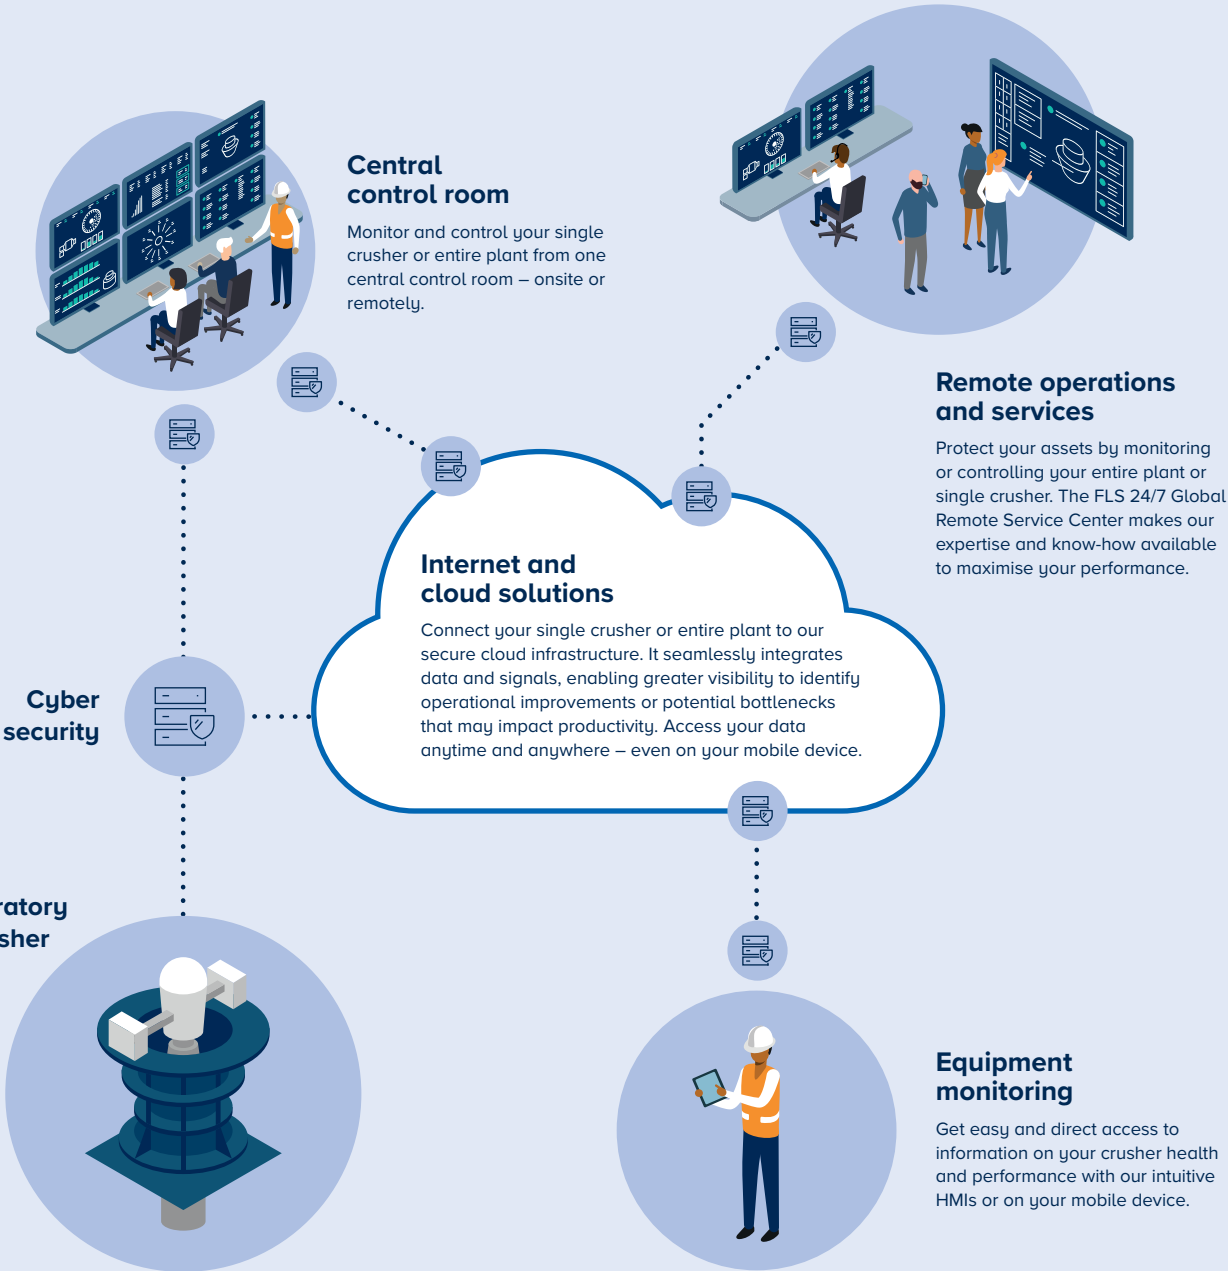 Central
control room
Monitor and control your single
crusher or entire plant from one
central control room – onsite or
remotely.
Remote operations
and services
Protect your assets by monitoring
or controlling your entire plant or
single crusher. The FLS 24/7 Global
Remote Service Center makes our
expertise and know-how available
to maximise your performance.
Internet and
cloud solutions
Connect your single crusher or entire plant to our
secure cloud infrastructure. It seamlessly integrates
data and signals, enabling greater visibility to identify
operational improvements or potential bottlenecks
that may impact productivity. Access your data
anytime and anywhere – even on your mobile device.
Cyber
security
ratory
sher
Equipment
monitoring
Get easy and direct access to
information on your crusher health
and performance with our intuitive
HMIs or on your mobile device.